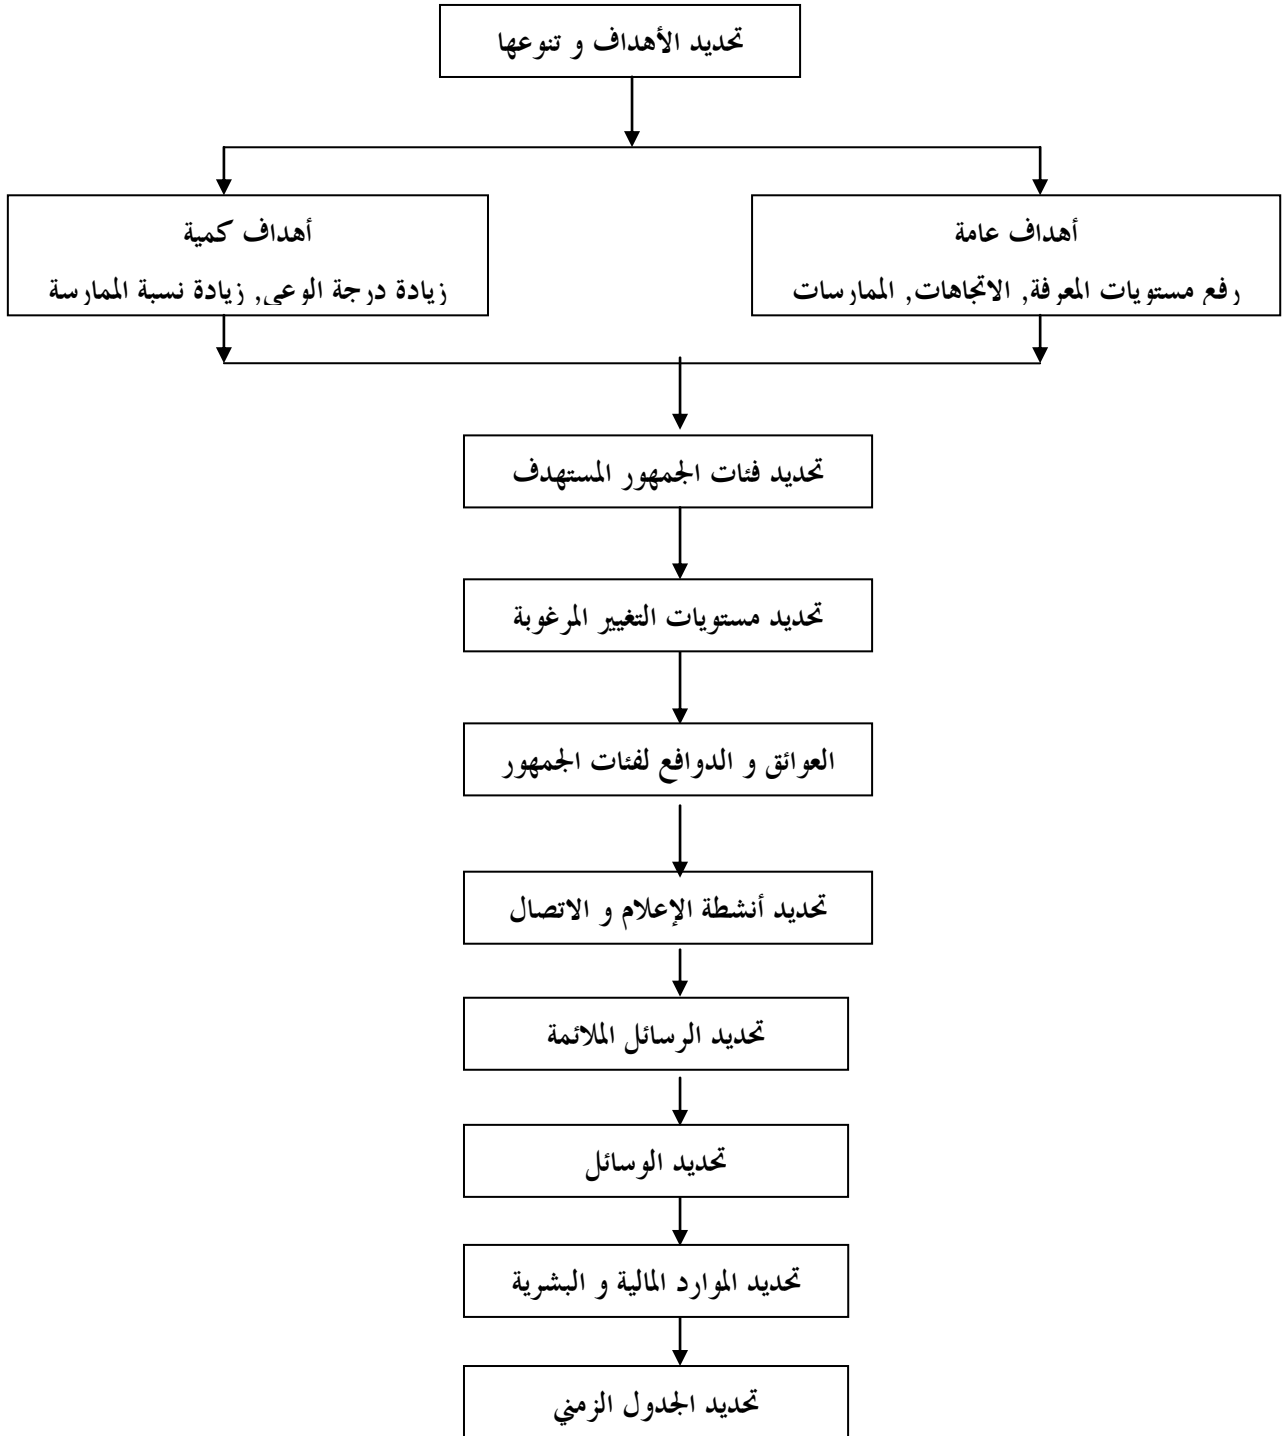 تحديد الأهداف و تنوعها
أهداف عامة
رفع مستويات المعرفة, الاتجاهات, الممارسات
أهداف كمية
زيادة درجة الوعي, زيادة نسبة الممارسة
تحديد فئات الجمهور المستهدف
تحديد مستويات التغيير المرغوبة
العوائق و الدوافع لفئات الجمهور
تحديد أنشطة الإعلام و الاتصال
تحديد الرسائل الملائمة
تحديد الوسائل
تحديد الموارد المالية و البشرية
تحديد الجدول الزمني